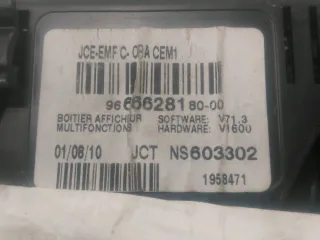 JCE-EMF C- ORA CEM1
96 666281 80-00
BOITIER AFFICHEUR SOFTWARE: V71.3
MULTIFONCTIONS HARDWARE: V1600
01/06/10 JCT NS603302
1958471